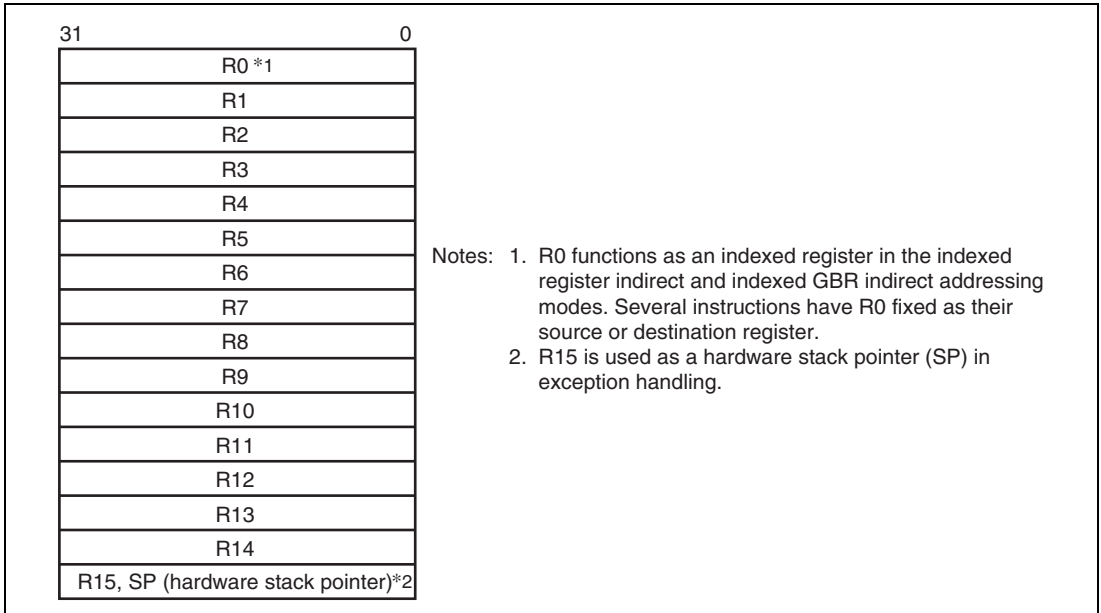 31 0
R0 *1
R1
R2
R3
R4
R5
R6
R7
R8
R9
R10
R11
R12
R13
R14
R15, SP (hardware stack pointer)*2
Notes: 1. R0 functions as an indexed register in the indexed
register indirect and indexed GBR indirect addressing
modes. Several instructions have R0 fixed as their
source or destination register.
2. R15 is used as a hardware stack pointer (SP) in
exception handling.